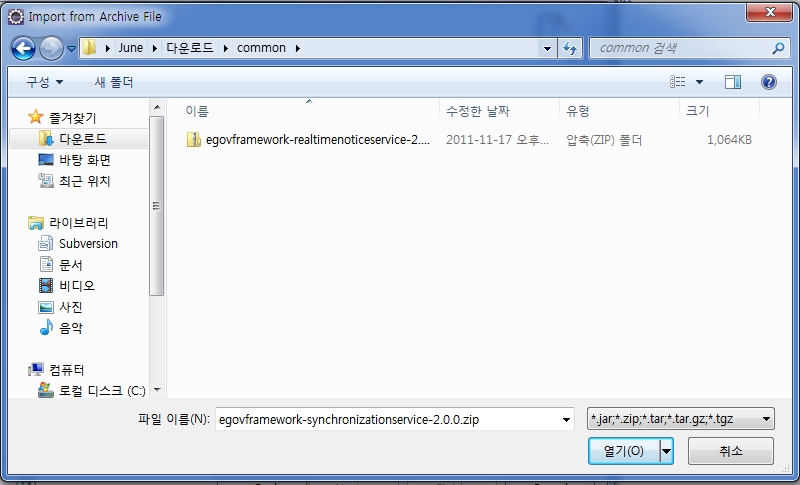 Import from Archive File
June 다운로드 common
common 검색
구성 새 폴더
이름 수정한 날짜 유형 크기
egovframework-realtimenoticeservice-2.... 2011-11-17 오후... 압축(ZIP) 폴더 1,064KB
즐겨찾기
다운로드
바탕 화면
최근 위치
라이브러리
Subversion
문서
비디오
사진
음악
컴퓨터
로컬 디스크 (C:)
파일 이름(N): egovframework-synchronizationservice-2.0.0.zip *.jar;*.zip;*.tar;*.tar.gz;*.tgz
열기(O) 취소